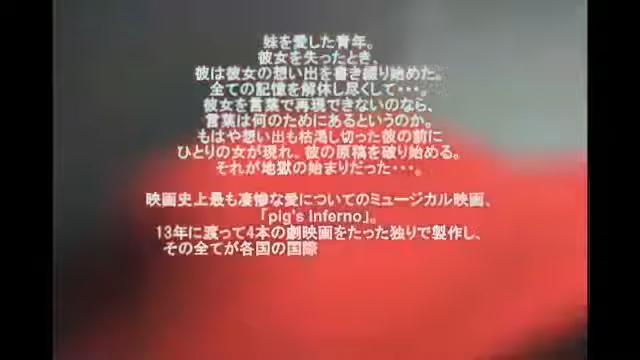 妹を愛した青年。
彼女を失ったとき、
彼は彼女の想い出を書き綴り始めた。
全ての記憶を解体し尽くして・・・。
彼女を言葉で再現できないのなら、
言葉は何のためにあるというのか。
もはや想い出も枯渇し切った彼の前に
ひとりの女が現れ、彼の原稿を破り始める。
それが地獄の始まりだった・・・。
映画史上最も凄惨な愛についてのミュージカル映画、
「pig's inferno」。
13年に渡って4本の劇映画をたった独りで製作し、
その全てが各国の国際